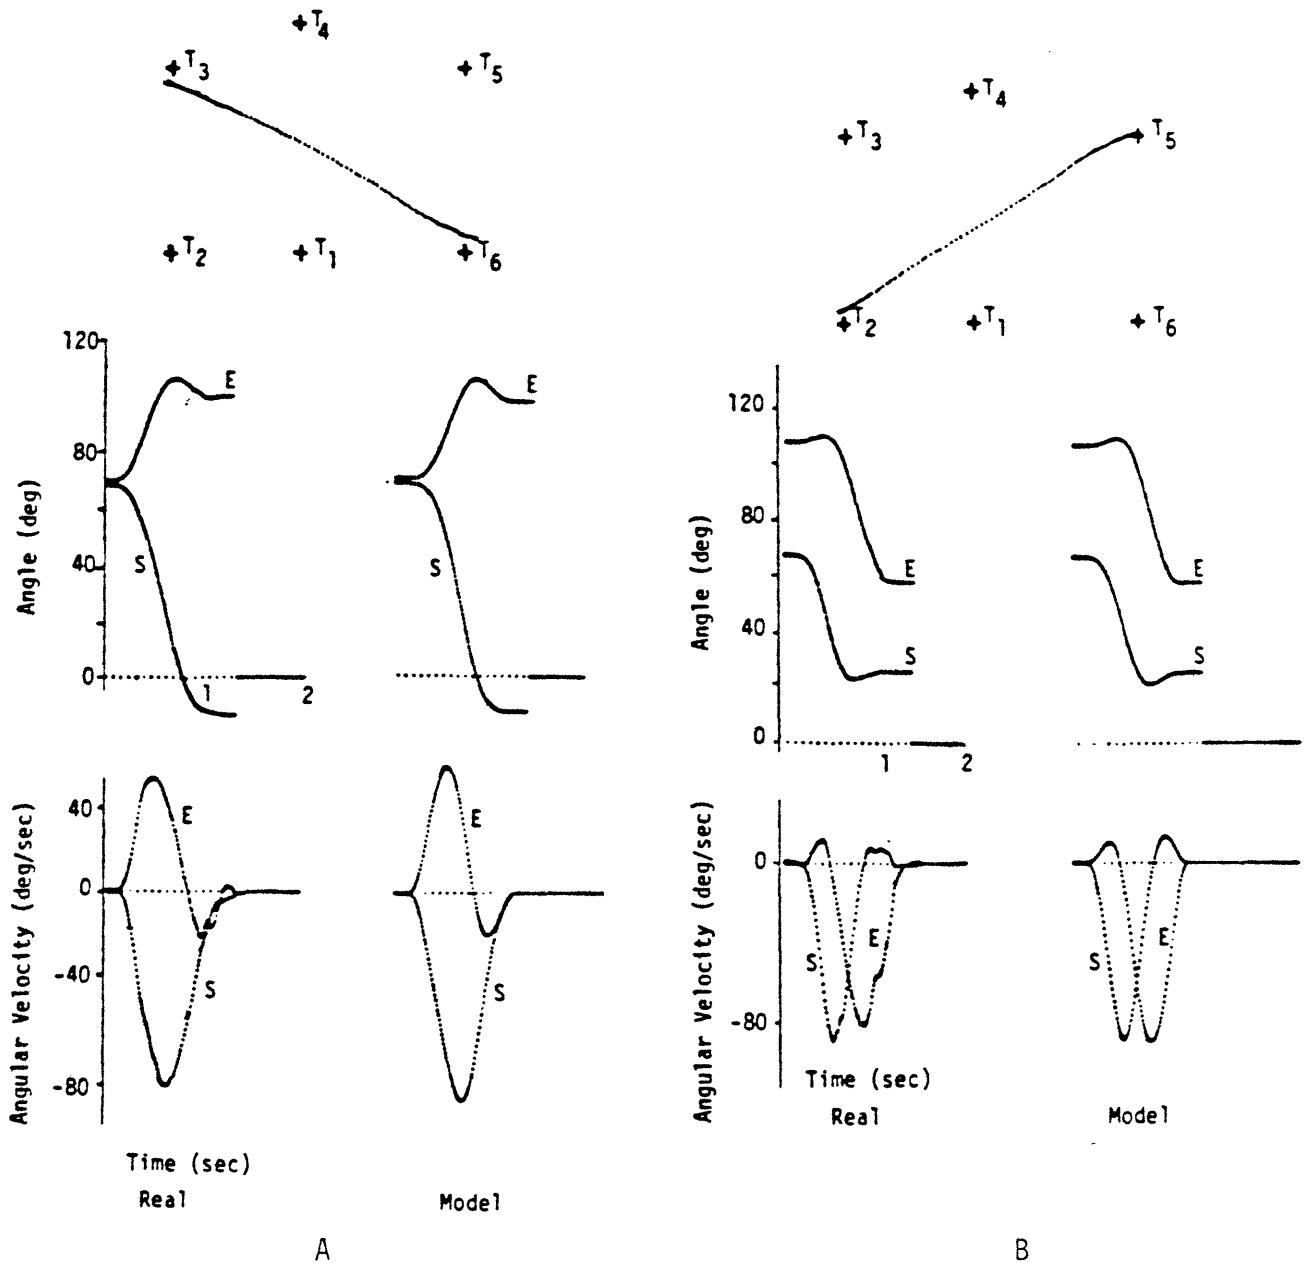 T4
T3
T5
T2
T1
T6
120
80
40
0
Angle (deg)
E
S
1
2
E
S
40
0
-40
-80
Angular Velocity (deg/sec)
E
S
E
S
Time (sec)
Real
Model
A
T4
T3
T5
T2
T1
T6
120
80
40
0
Angle (deg)
E
S
1
2
E
S
0
-80
Angular Velocity (deg/sec)
S
E
S
E
Time (sec)
Real
Model
B